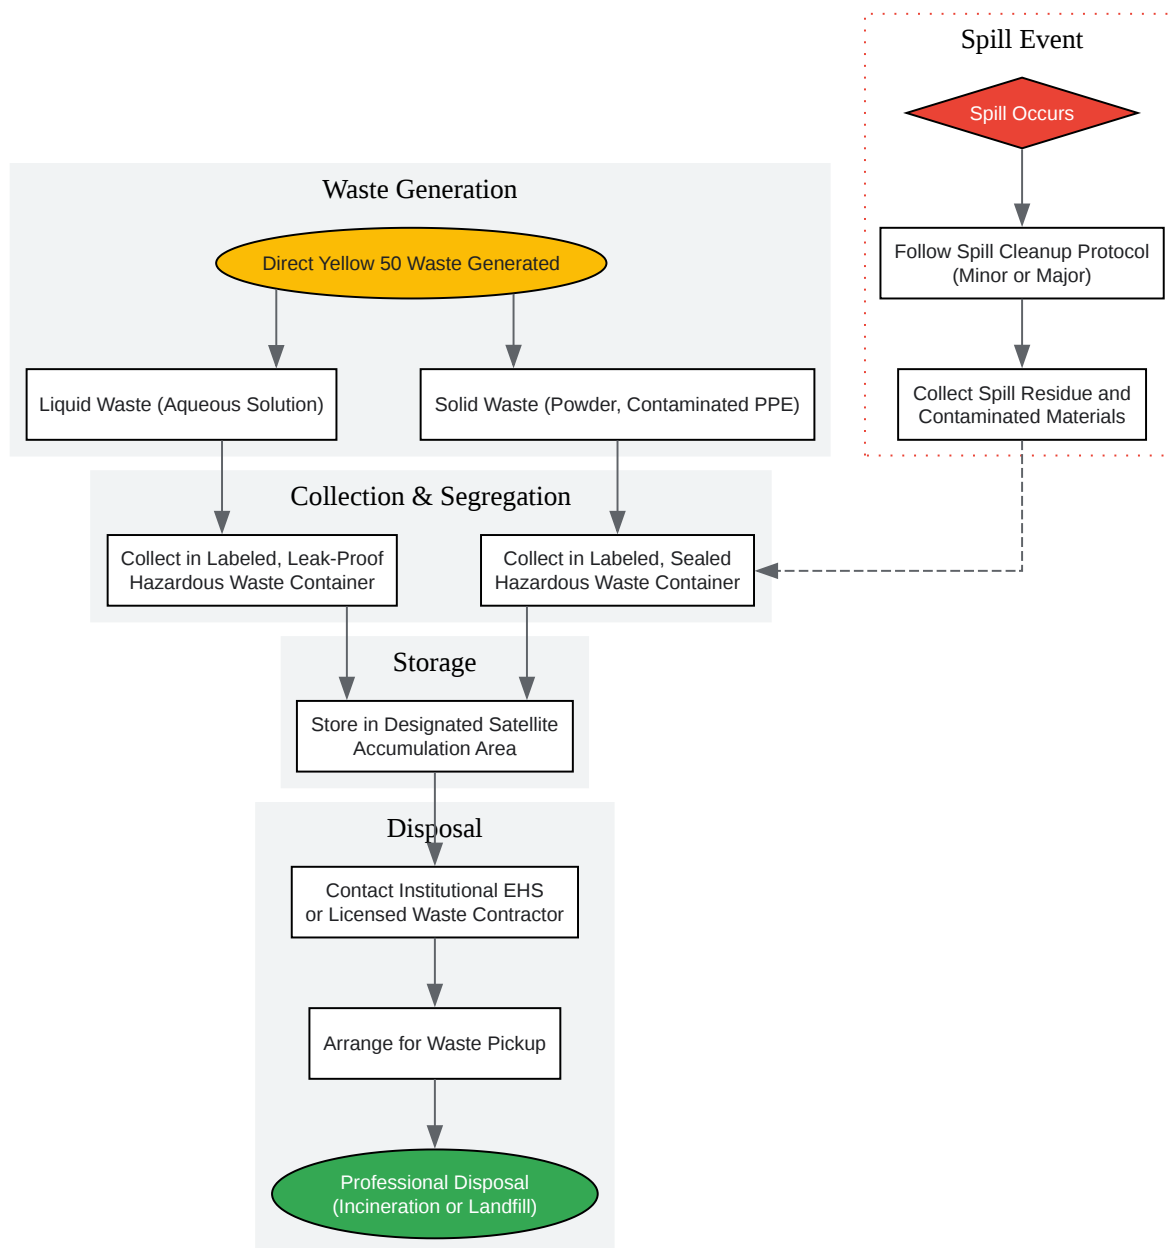 Spill Event
Spill Occurs
Follow Spill Cleanup Protocol
(Minor or Major)
Collect Spill Residue and
Contaminated Materials
Waste Generation
Direct Yellow 50 Waste Generated
Liquid Waste (Aqueous Solution)
Solid Waste (Powder, Contaminated PPE)
Collection & Segregation
Collect in Labeled, Leak-Proof
Hazardous Waste Container
Collect in Labeled, Sealed
Hazardous Waste Container
Storage
Store in Designated Satellite
Accumulation Area
Disposal
Contact Institutional EHS
or Licensed Waste Contractor
Arrange for Waste Pickup
Professional Disposal
(Incineration or Landfill)